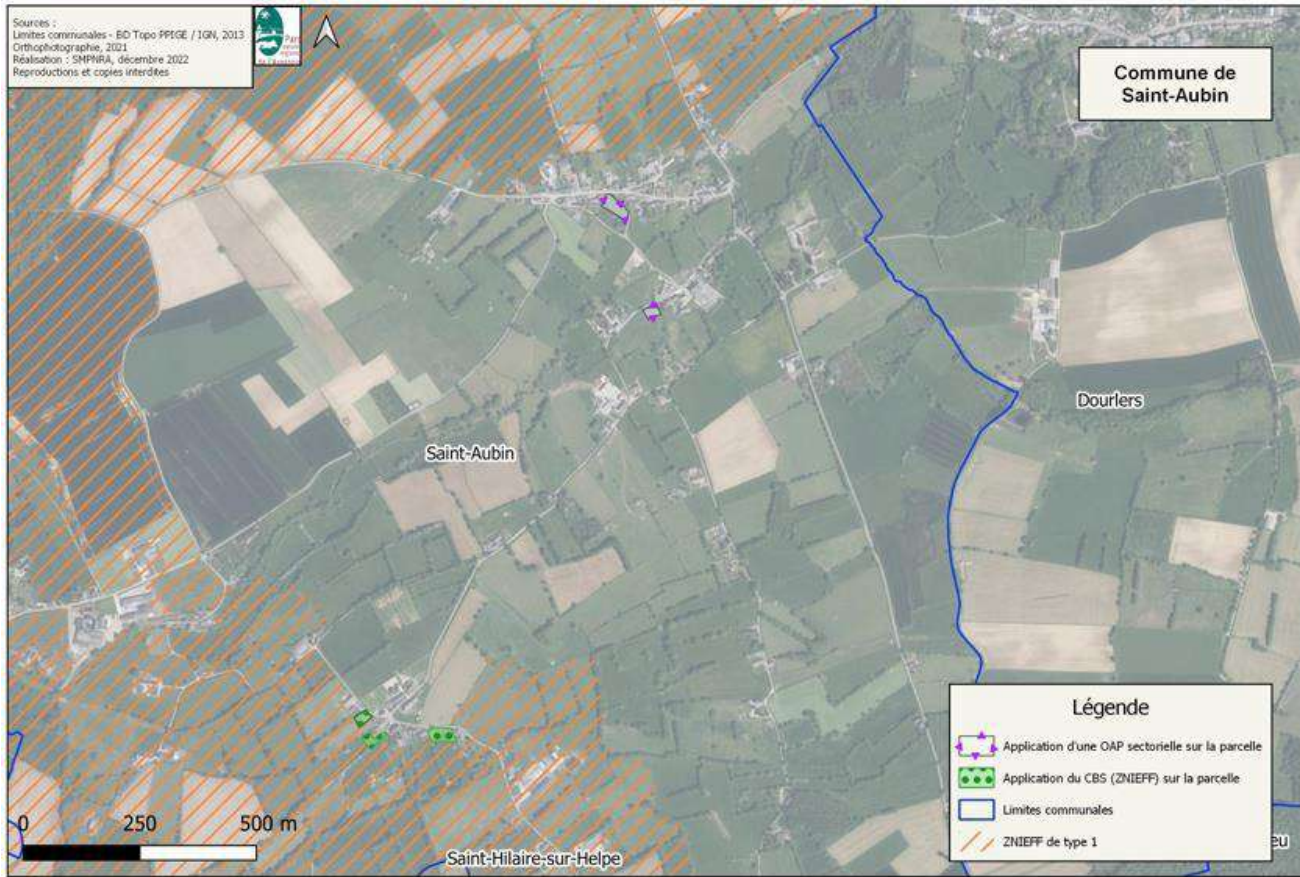 Sources :
Limites communales - BD Topo PPIGE / IGN, 2013
Orthophotographie, 2021
Réalisation : SMPNRA, décembre 2022
Reproductions et copies interdites
Parc
Commune de
Saint-Aubin
Dourlers
Saint-Aubin
Légende
Application d'une OAP sectorielle sur la parcelle
Application du CBS (ZNIEFF) sur la parcelle
Limites communales
ZNIEFF de type 1
eu
0 250 500 m
Saint-Hilaire-sur-Helpe